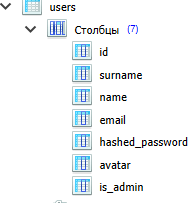 users
Столбцы (7)
id
surname
name
email
hashed_password
avatar
is_admin